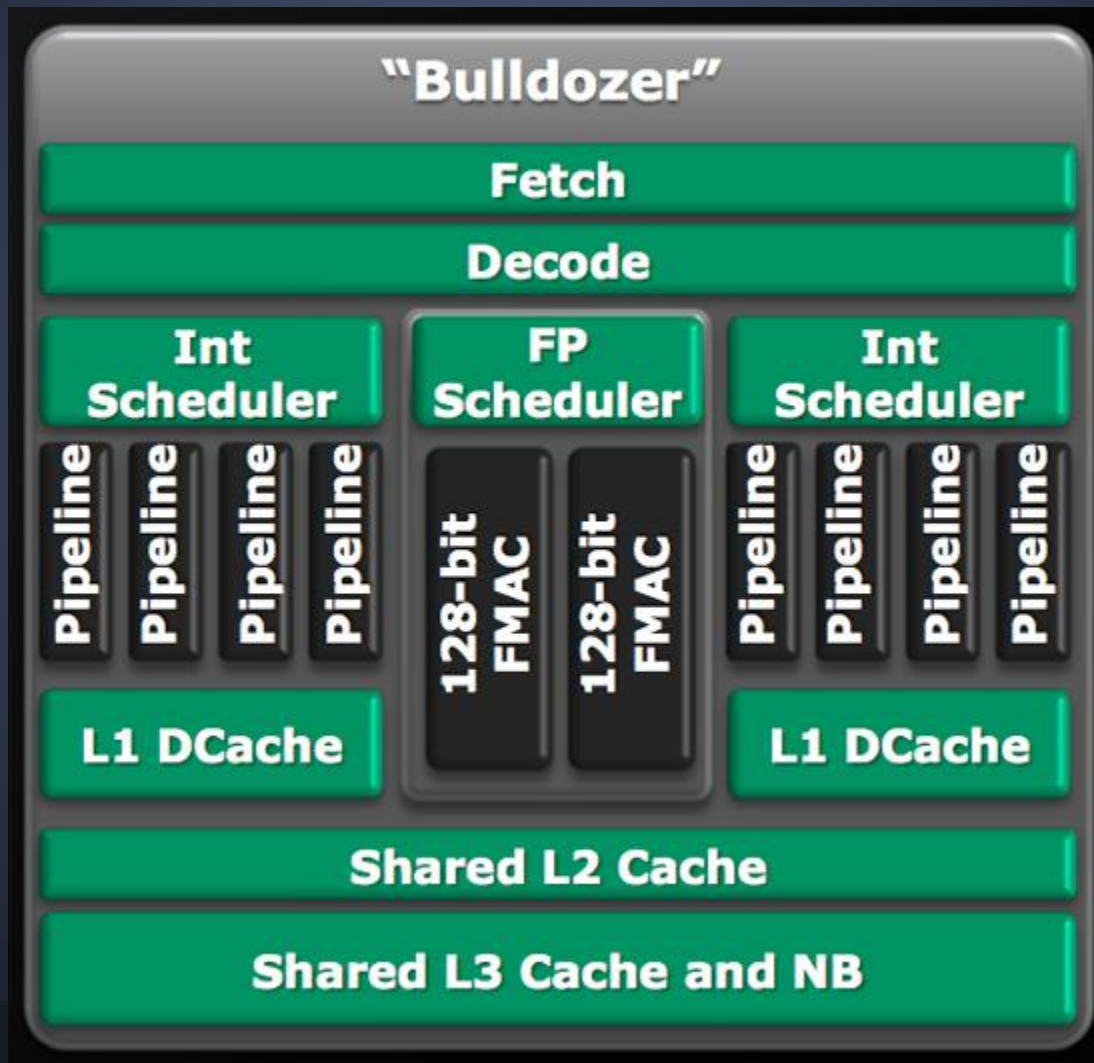 “Bulldozer”
Fetch
Decode
Int
Scheduler
FP
Scheduler
Int
Scheduler
Pipeline
Pipeline
Pipeline
Pipeline
128-bit
FMAC
128-bit
FMAC
Pipeline
Pipeline
Pipeline
Pipeline
L1 DCache
L1 DCache
Shared L2 Cache
Shared L3 Cache and NB